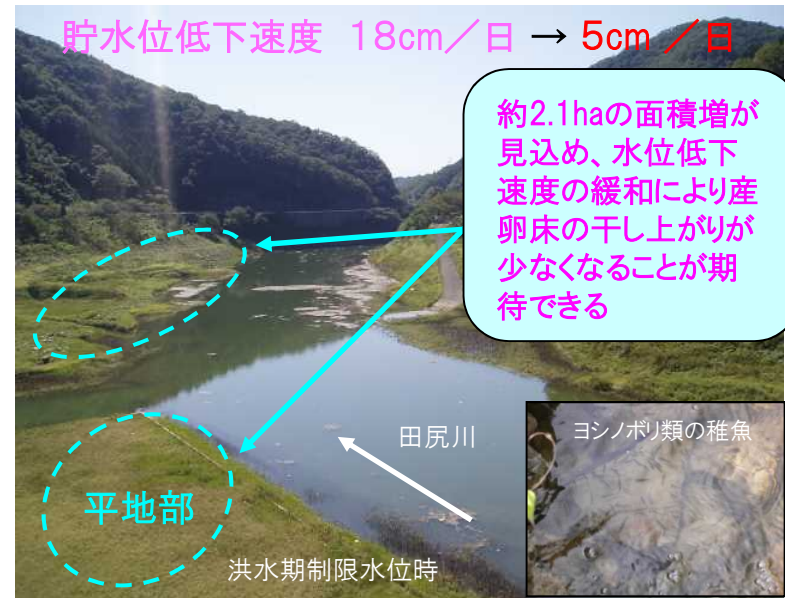 貯水位低下速度 18cm/日 → 5cm/日
約2.1haの面積増が
見込め、水位低下
速度の緩和により産
卵床の干し上がりが
少なくなることが期
待できる
田尻川
ヨシノボリ類の稚魚
平地部
洪水期制限水位時